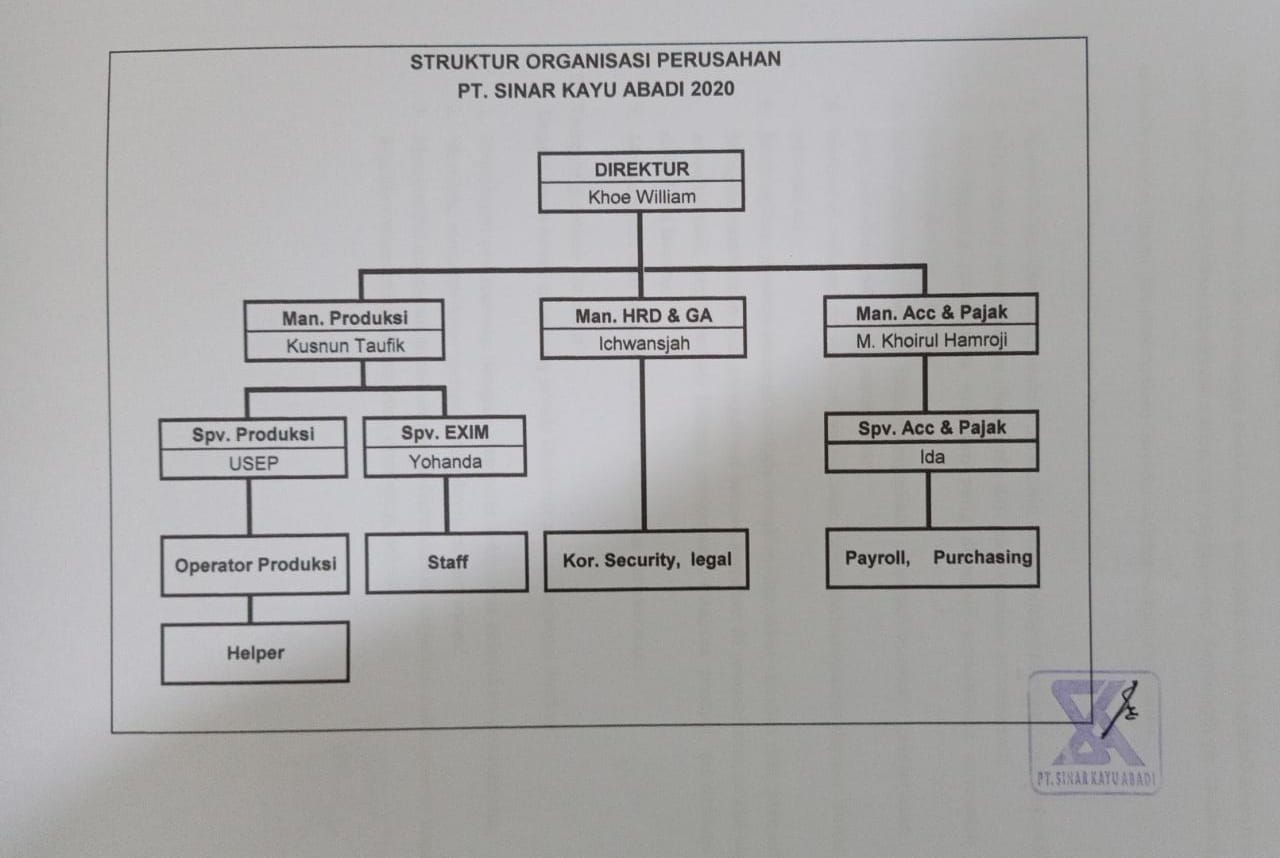 STRUKTUR ORGANISASI PERUSAHAN
PT. SINAR KAYU ABADI 2020
DIREKTUR
Khoe William
Man. Produksi
Kusnun Taufik
Man. HRD & GA
Ichwansjah
Man. Acc & Pajak
M. Khoirul Hamroji
Spv. Produksi
USEP
Spv. EXIM
Yohanda
Spv. Acc & Pajak
Ida
Operator Produksi
Staff
Kor. Security, legal
Payroll, Purchasing
Helper
PT. SINAR KAYU ABADI